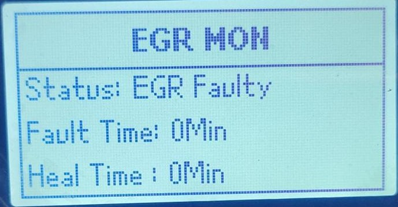 EGR MON
Status: EGR Faulty
Fault Time: 0Min
Heal Time : 0Min